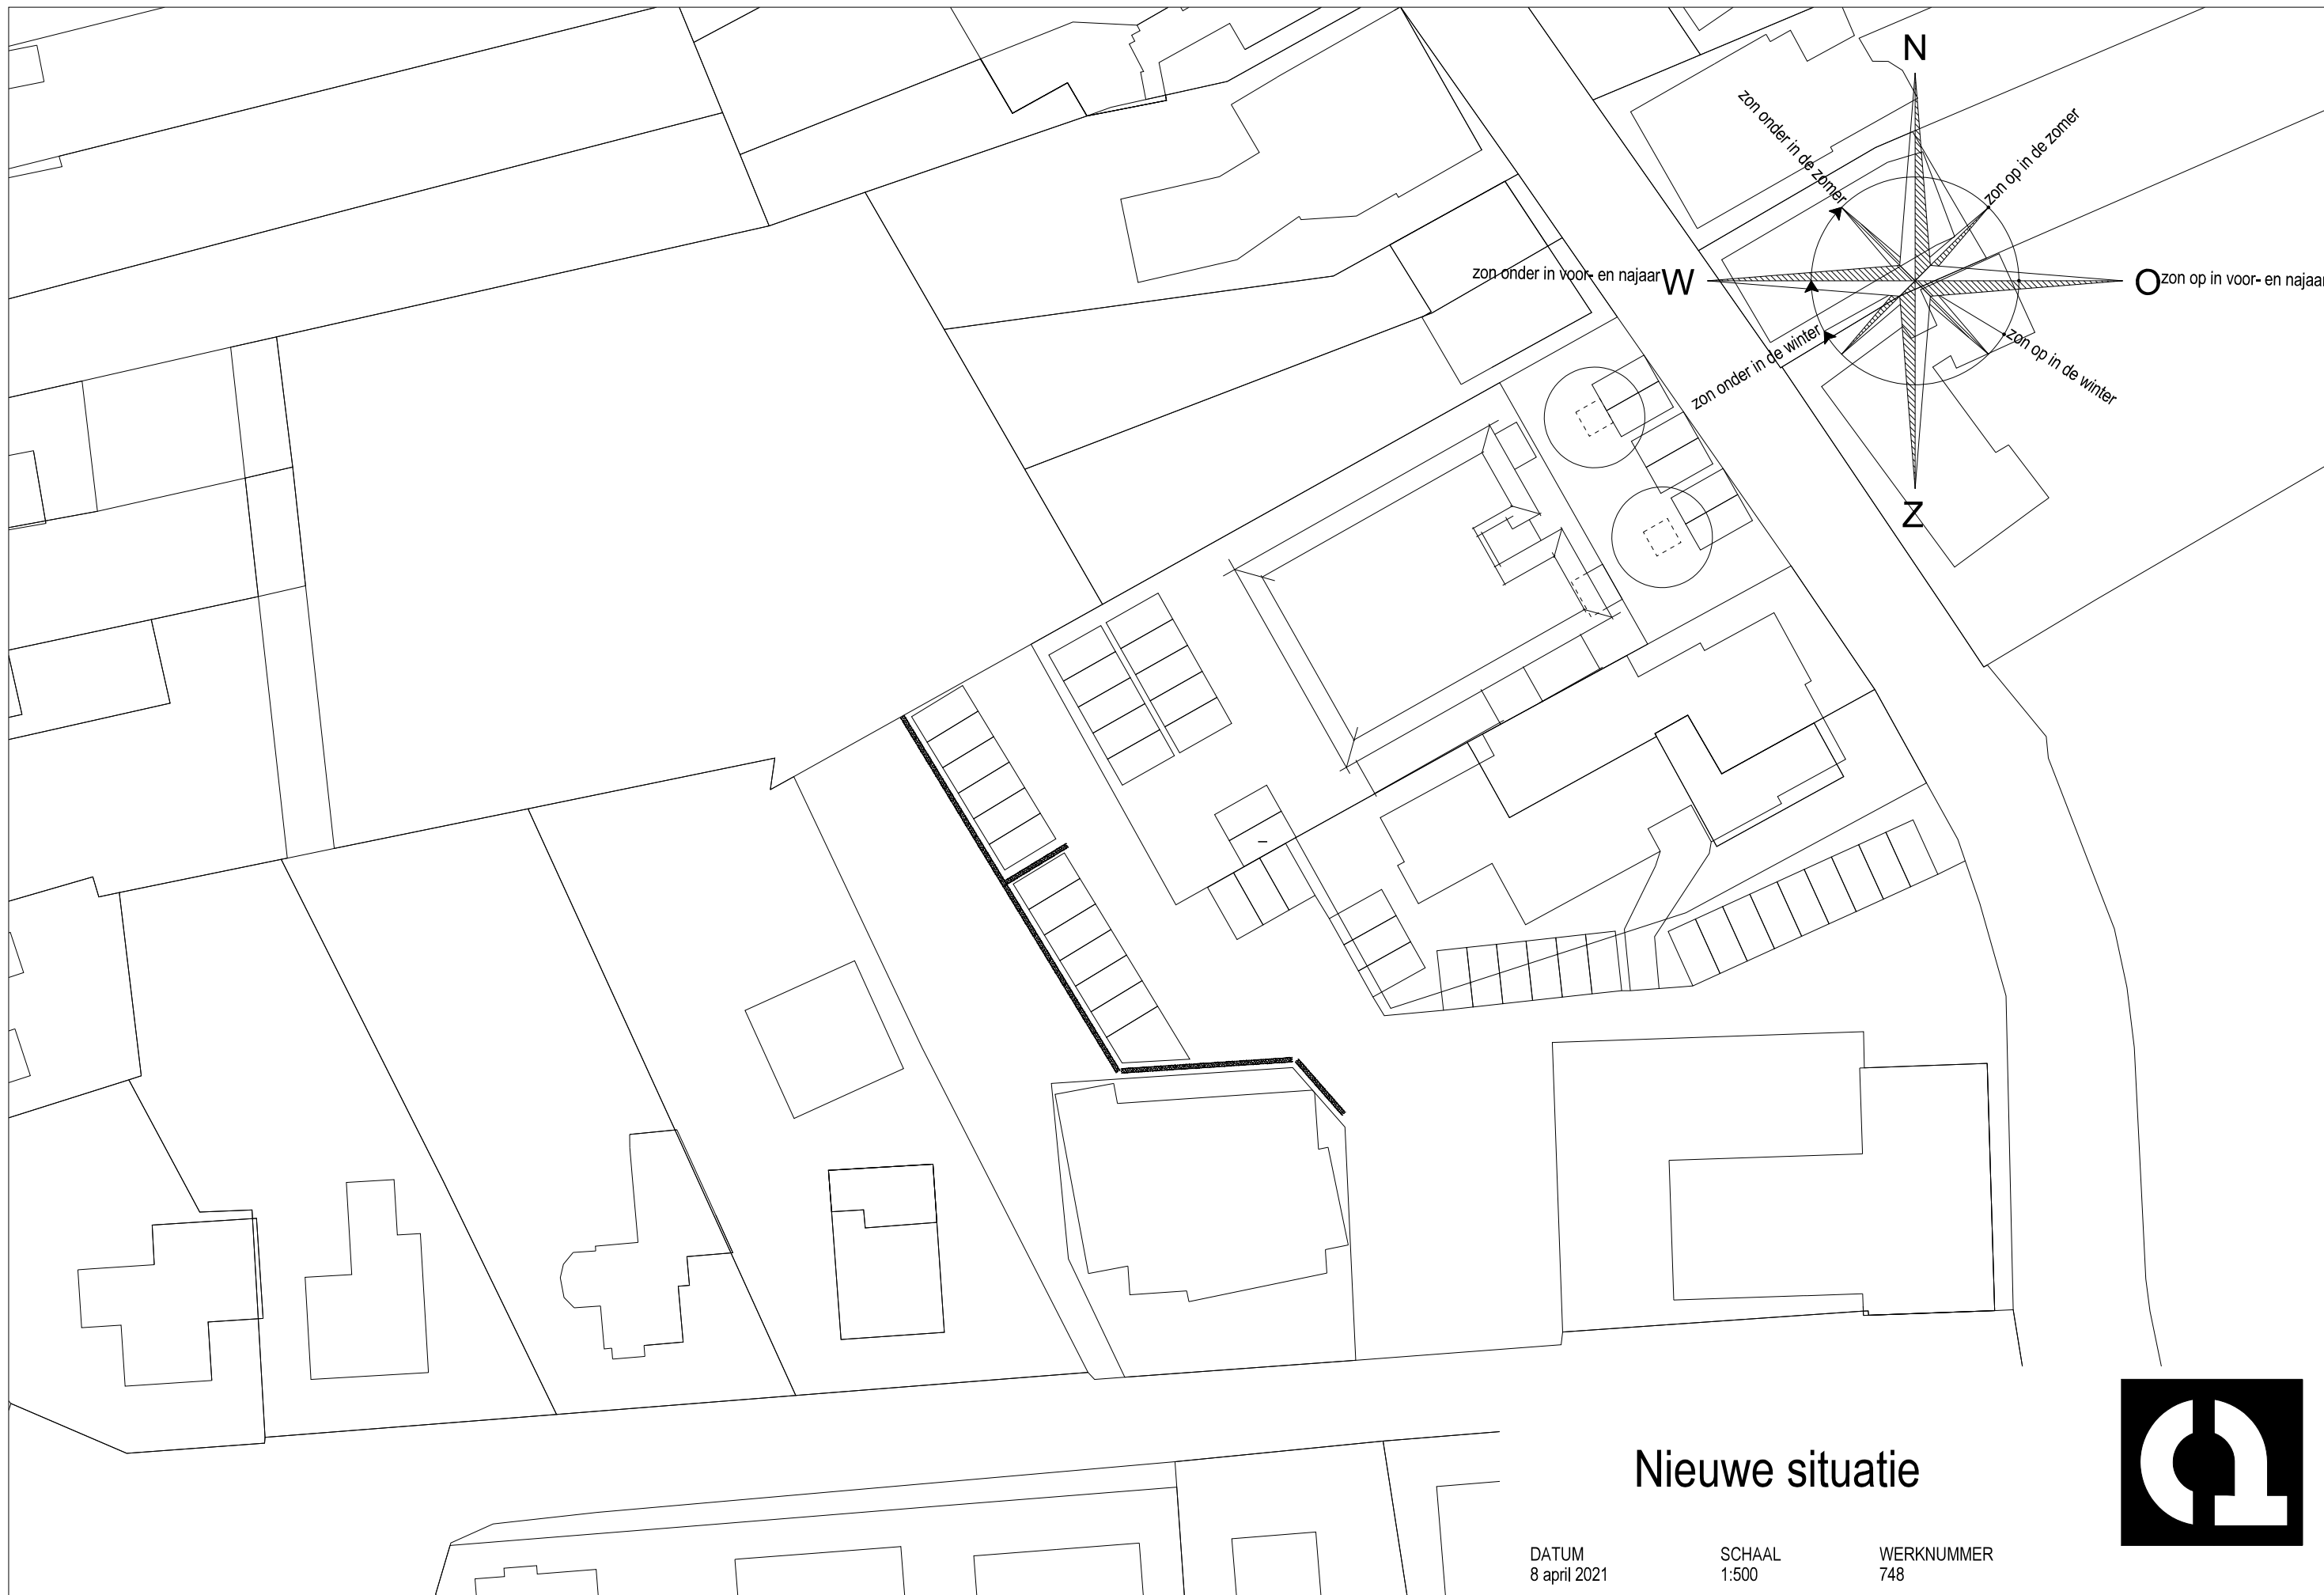 N
zon onder in de zomer
zon op in de zomer
zon onder in voor- en najaar
W
O
zon op in voor- en najaar
zon onder in de winter
zon op in de winter
Z
Nieuwe situatie
DATUM
8 april 2021
SCHAAL
1:500
WERKNUMMER
748